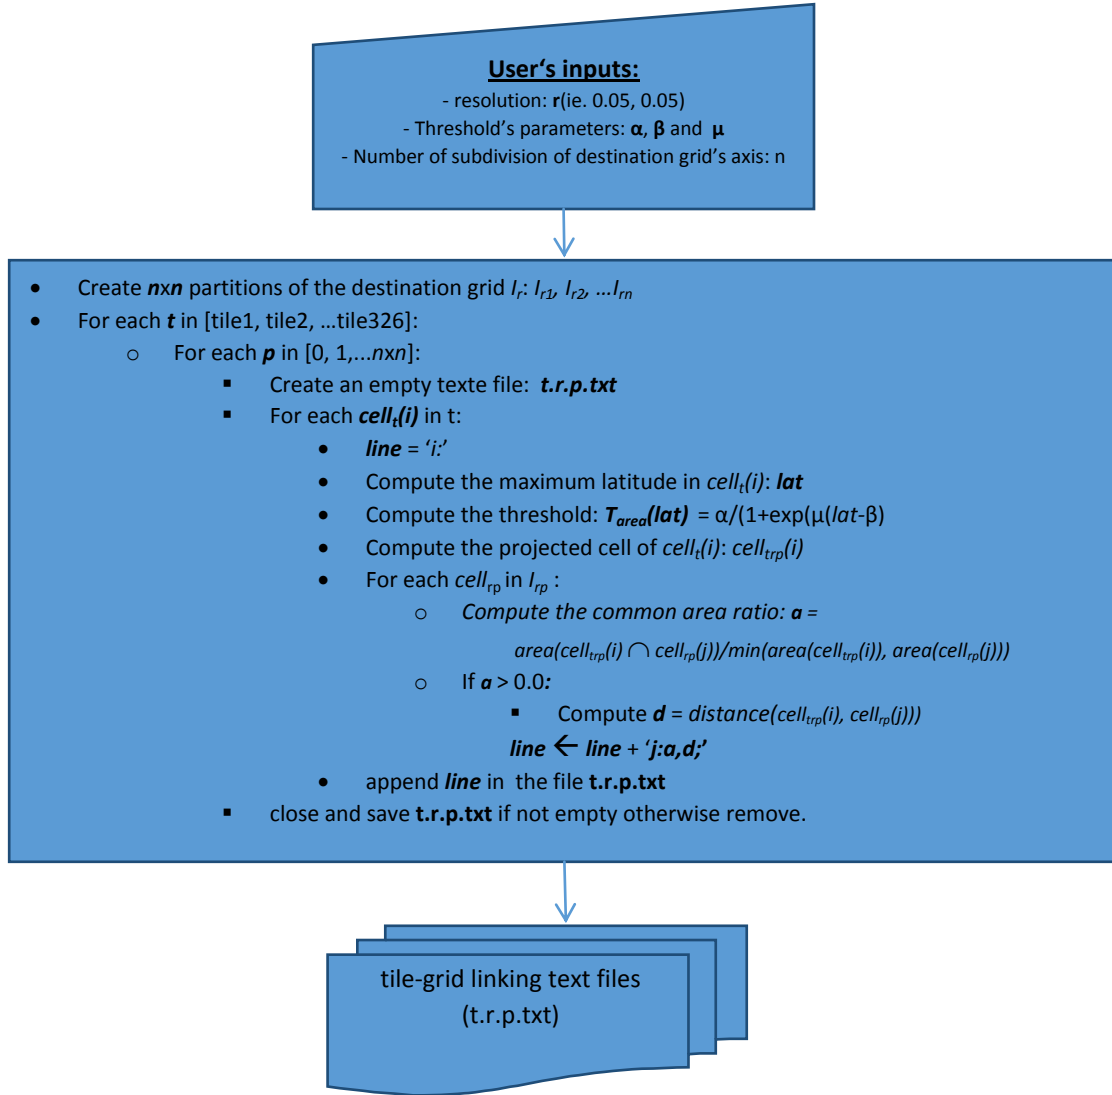 User‘s inputs:
- resolution: r(ie. 0.05, 0.05)
- Threshold’s parameters: α, β and μ
- Number of subdivision of destination grid’s axis: n
• Create nxn partitions of the destination grid Ir: Ir1, Ir2, …Irn
• For each t in [tile1, tile2, …tile326]:
o For each p in [0, 1,...nxn]:
▪ Create an empty texte file: t.r.p.txt
▪ For each cellt(i) in t:
• line = ‘i:’
• Compute the maximum latitude in cellt(i): lat
• Compute the threshold: Tarea(lat) = α/(1+exp(μ(lat-β)
• Compute the projected cell of cellt(i): celltrp(i)
• For each cellrp in Irp :
o Compute the common area ratio: a =
area(celltrp(i) ∩ cellrp(j))/min(area(celltrp(i)), area(cellrp(j)))
o If a > 0.0:
▪ Compute d = distance(celltrp(i), cellrp(j)))
line ← line + ‘j:a,d;’
• append line in the file t.r.p.txt
▪ close and save t.r.p.txt if not empty otherwise remove.
tile-grid linking text files
(t.r.p.txt)